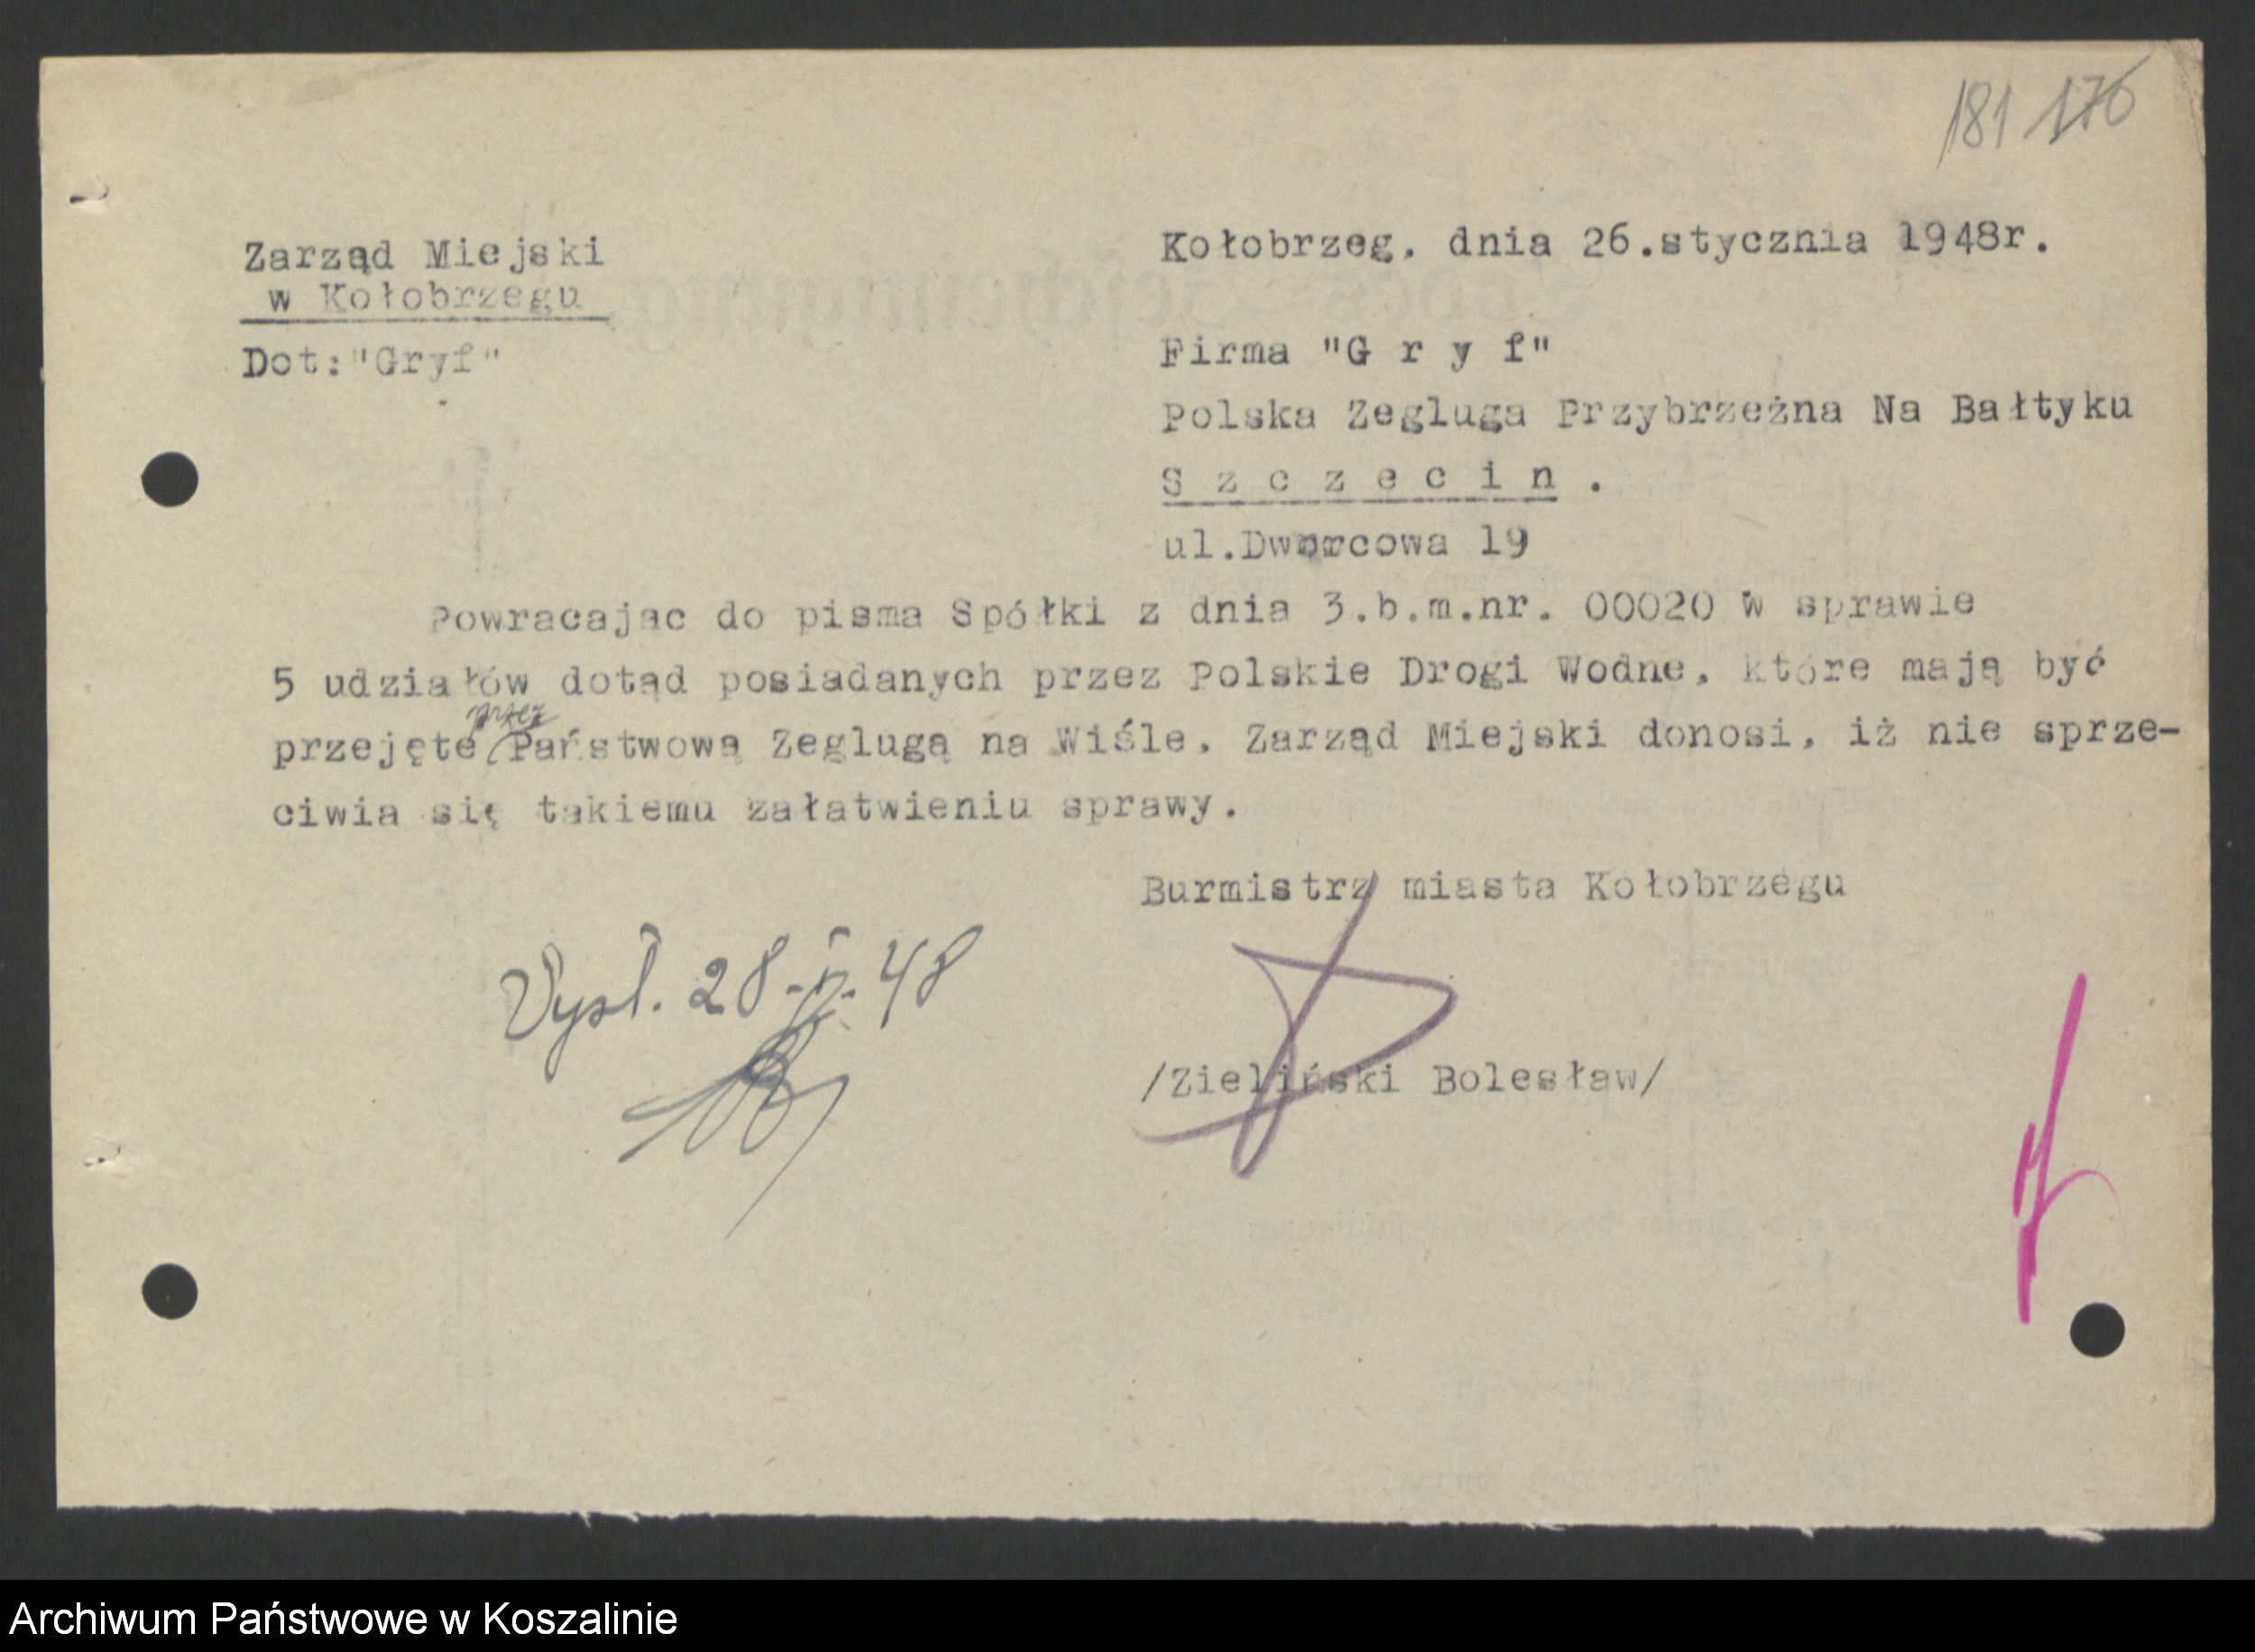 181 176
Zarząd Miejski
w Kołobrzegu
Dot:"Gryf"
Kołobrzeg, dnia 26.stycznia 1948r.
Firma "G r y f"
Polska Zegluga Przybrzeżna Na Bałtyku
S z c z e c i n .
ul.Dworcowa 19
Powracajac do pisma Spółki z dnia 3.b.m.nr. 00020 w sprawie
5 udziałów dotąd posiadanych przez Polskie Drogi Wodne, które mają być
przejęte przez Państwową Zeglugą na Wiśle, Zarząd Miejski donosi, iż nie sprze-
ciwia się takiemu załatwieniu sprawy.
Burmistrz miasta Kołobrzegu
Wysł. 28-I-48
/Zieliński Bolesław/
Archiwum Państwowe w Koszalinie